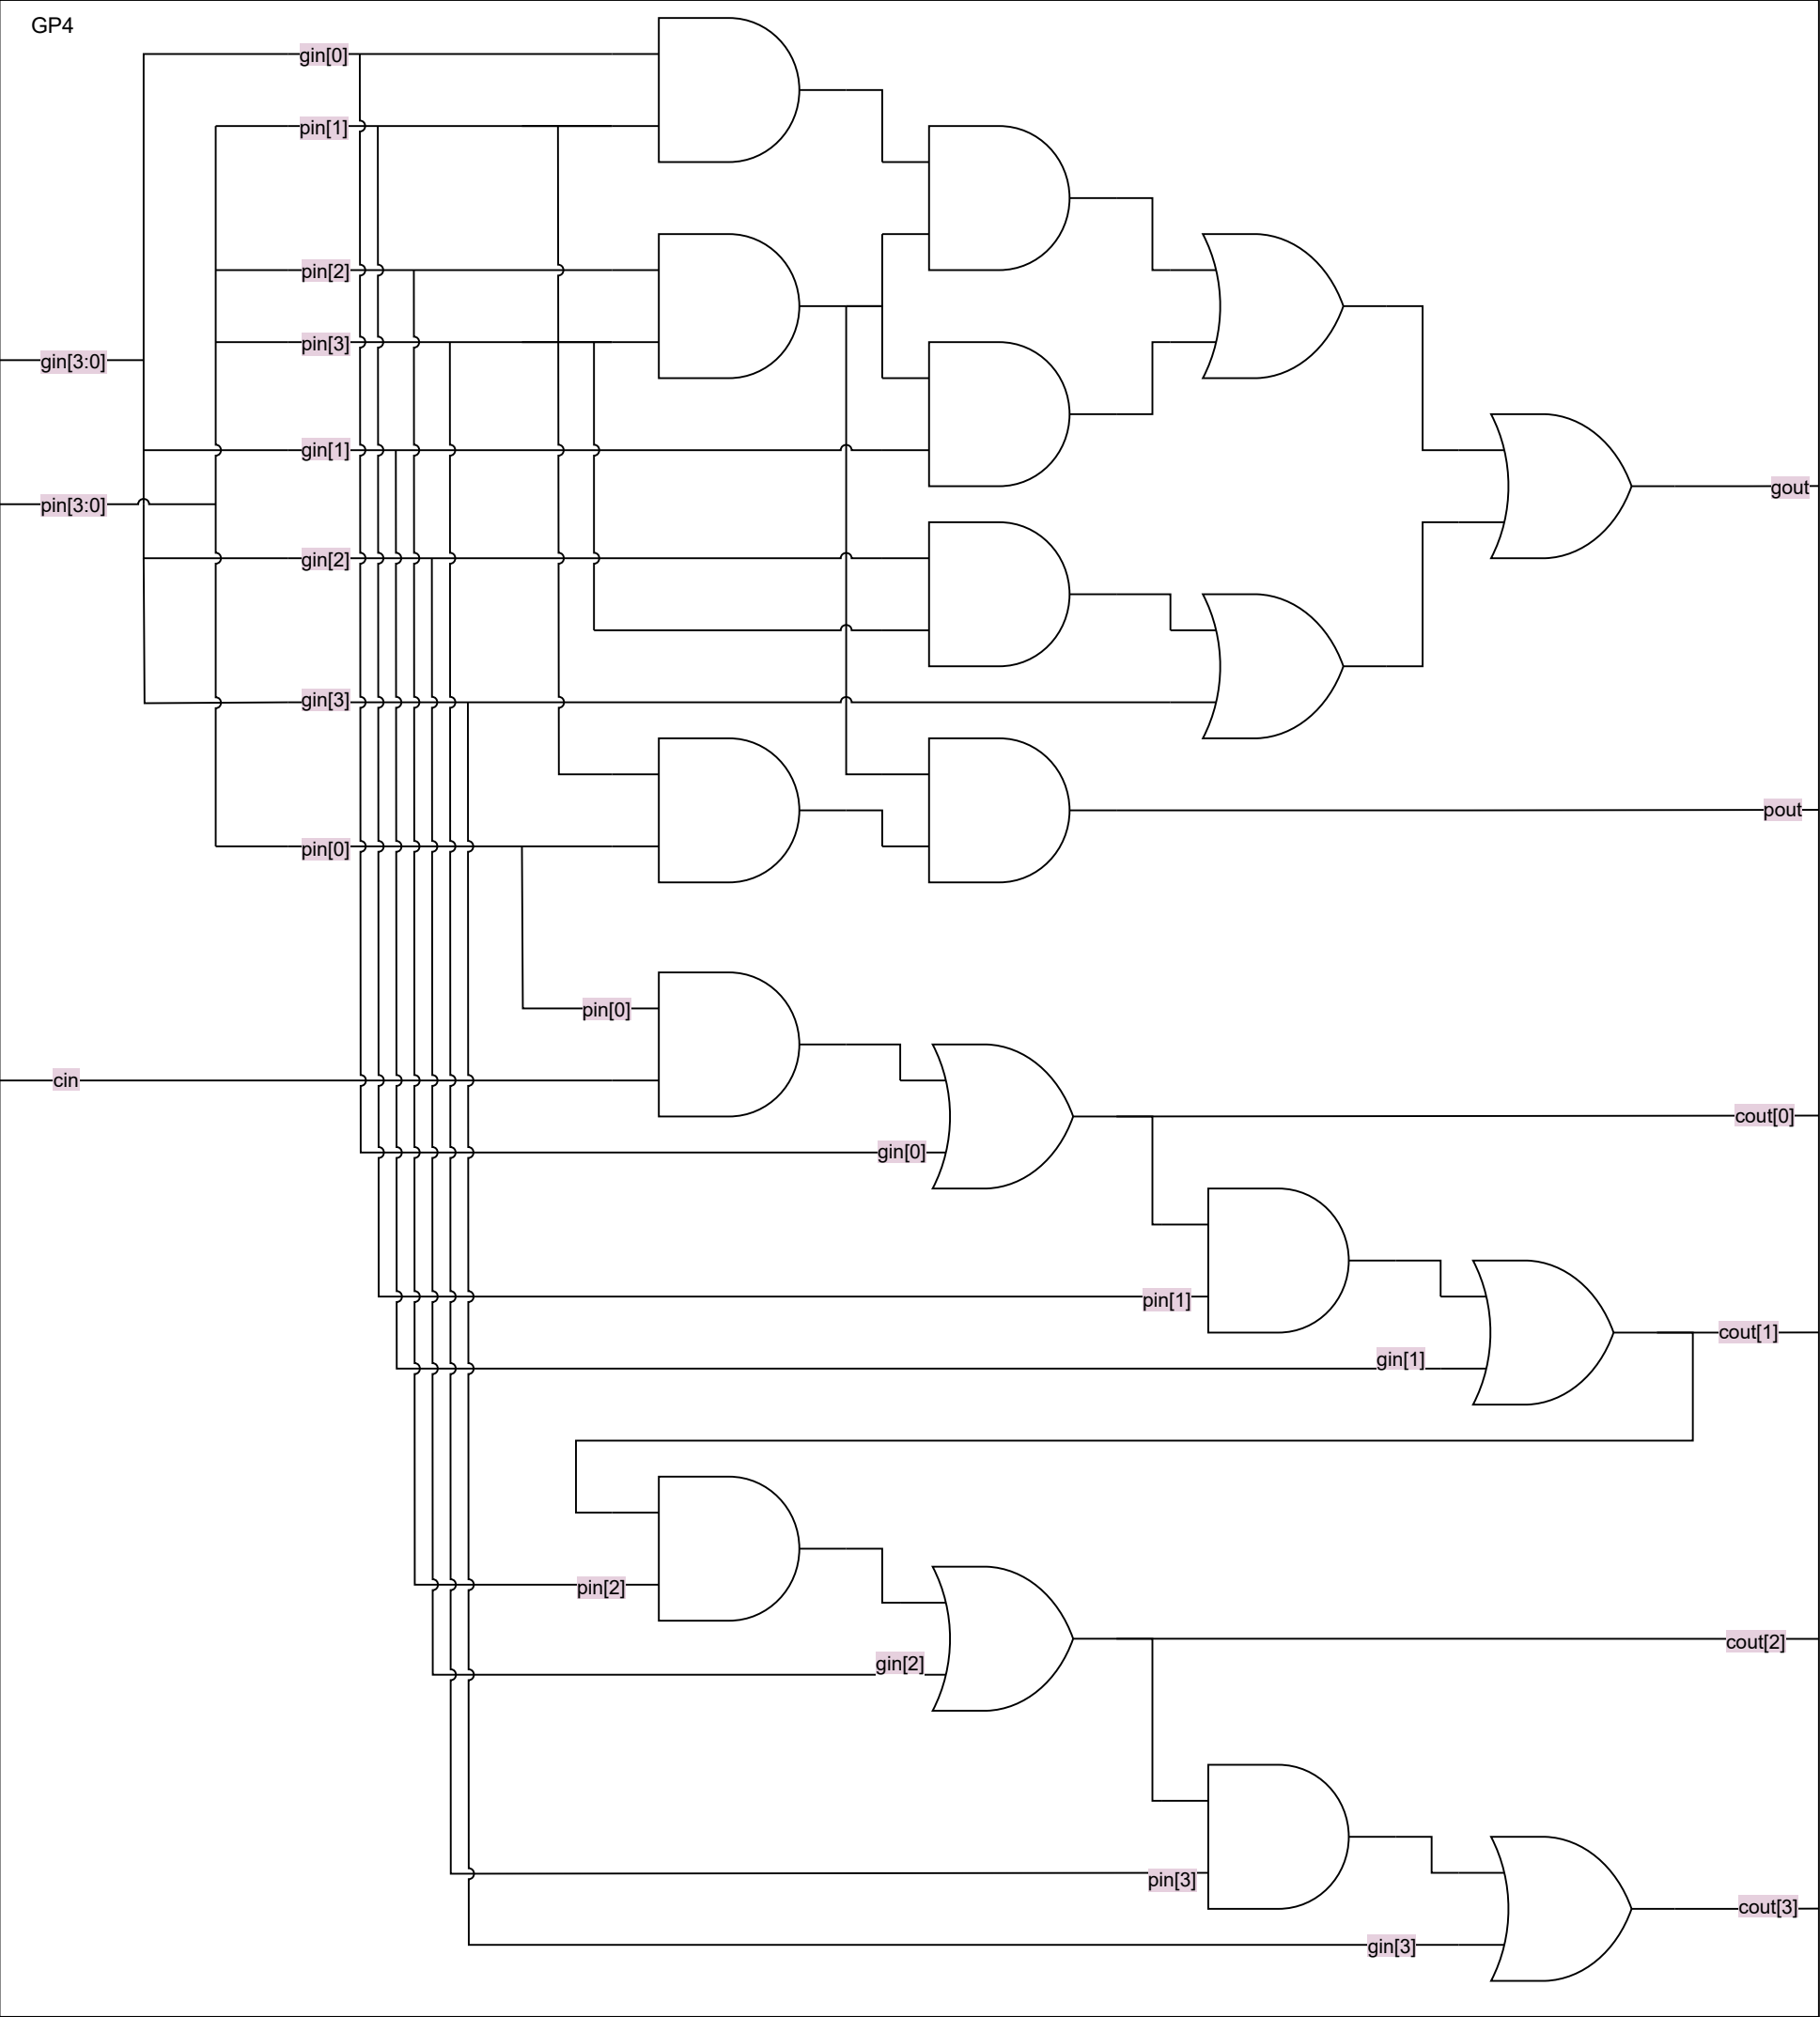 GP4
gin[0]
pin[1]
pin[2]
pin[3]
gin[3:0]
gin[1]
gout
pin[3:0]
gin[2]
gin[3]
pout
pin[0]
pin[0]
cin
cout[0]
gin[0]
pin[1]
cout[1]
gin[1]
pin[2]
cout[2]
gin[2]
pin[3]
cout[3]
gin[3]